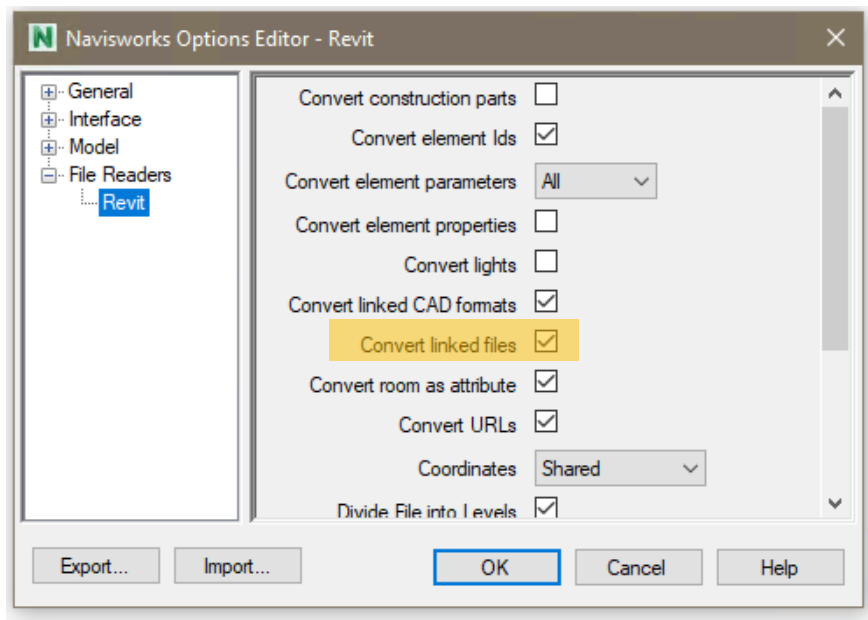 Navisworks Options Editor - Revit
General
Interface
Model
File Readers
Revit
Convert construction parts
Convert element Ids
Convert element parameters All
Convert element properties
Convert lights
Convert linked CAD formats
Convert linked files
Convert room as attribute
Convert URLs
Coordinates Shared
Divide File into Levels
Export... Import... OK Cancel Help